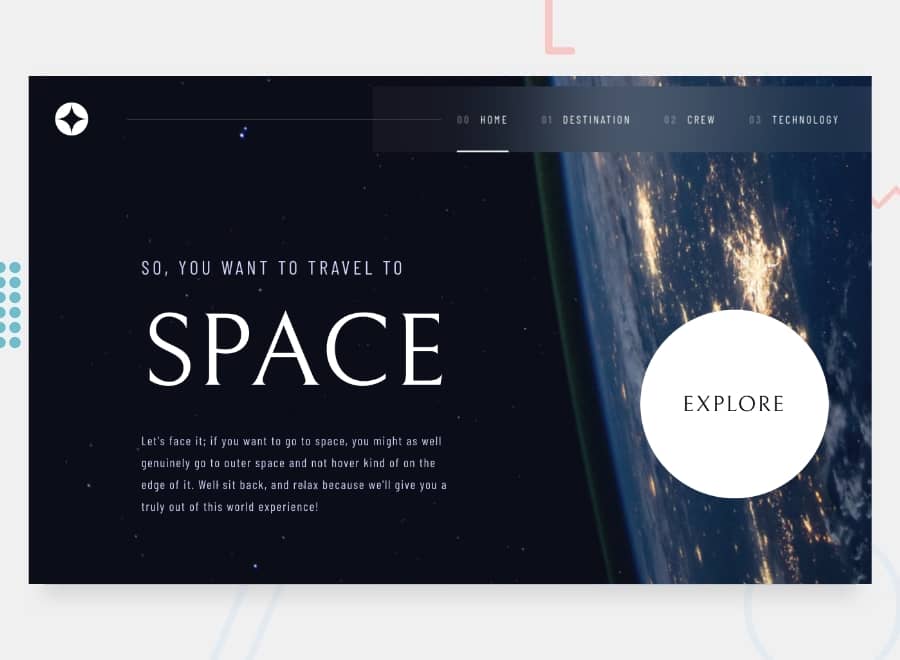 00 HOME 01 DESTINATION 02 CREW 03 TECHNOLOGY
SO, YOU WANT TO TRAVEL TO
SPACE
Let's face it; if you want to go to space, you might as well
genuinely go to outer space and not hover kind of on the
edge of it. Well sit back, and relax because we'll give you a
truly out of this world experience!
EXPLORE